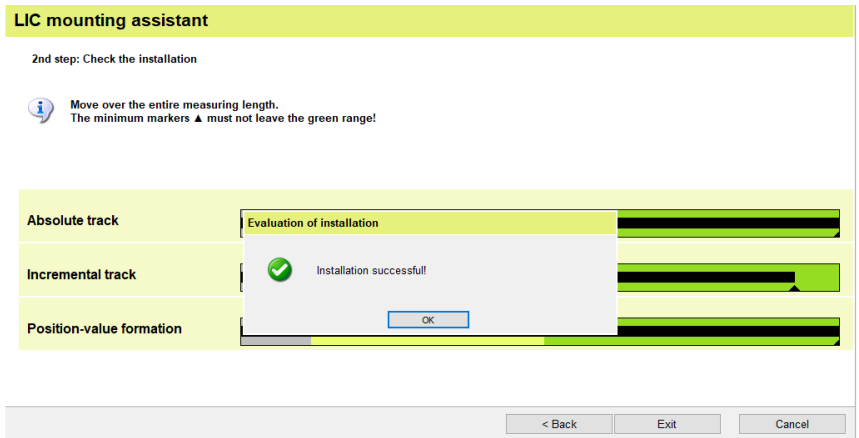 LIC mounting assistant
2nd step: Check the installation
Move over the entire measuring length.
The minimum markers ▲ must not leave the green range!
Absolute track
Evaluation of installation
Installation successful!
Incremental track
OK
Position-value formation
< Back
Exit
Cancel